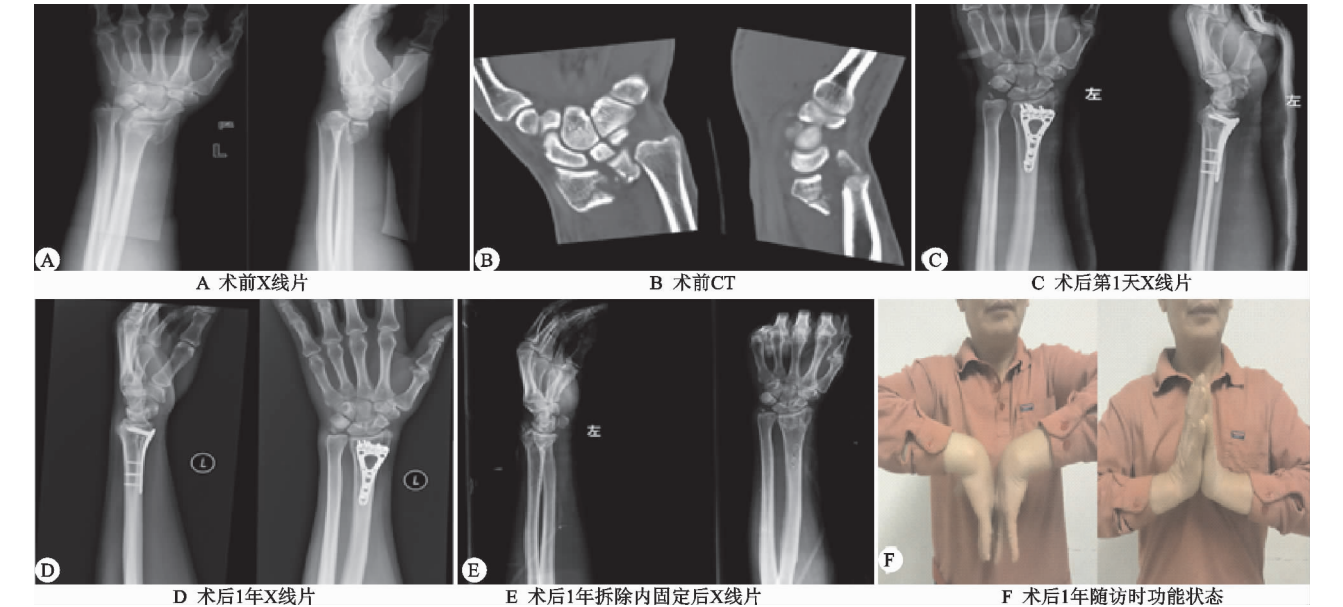 L
A
B
左
左
C
A 术前X线片
B 术前CT
C 术后第1天X线片
L
L
D
左
E
F
D 术后1年X线片
E 术后1年拆除内固定后X线片
F 术后1年随访时功能状态